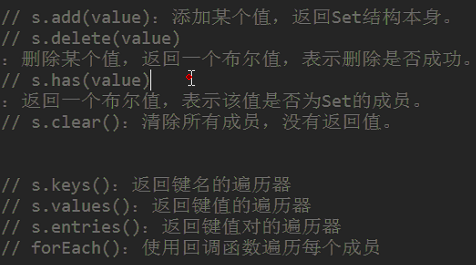 // s.add(value): 添加某个值，返回Set结构本身。
// s.delete(value)
: 删除某个值，返回一个布尔值，表示删除是否成功。
// s.has(value)
: 返回一个布尔值，表示该值是否为Set的成员。
// s.clear(): 清除所有成员，没有返回值。
// s.keys(): 返回键名的遍历器
// s.values(): 返回键值的遍历器
// s.entries(): 返回键值对的遍历器
// forEach(): 使用回调函数遍历每个成员